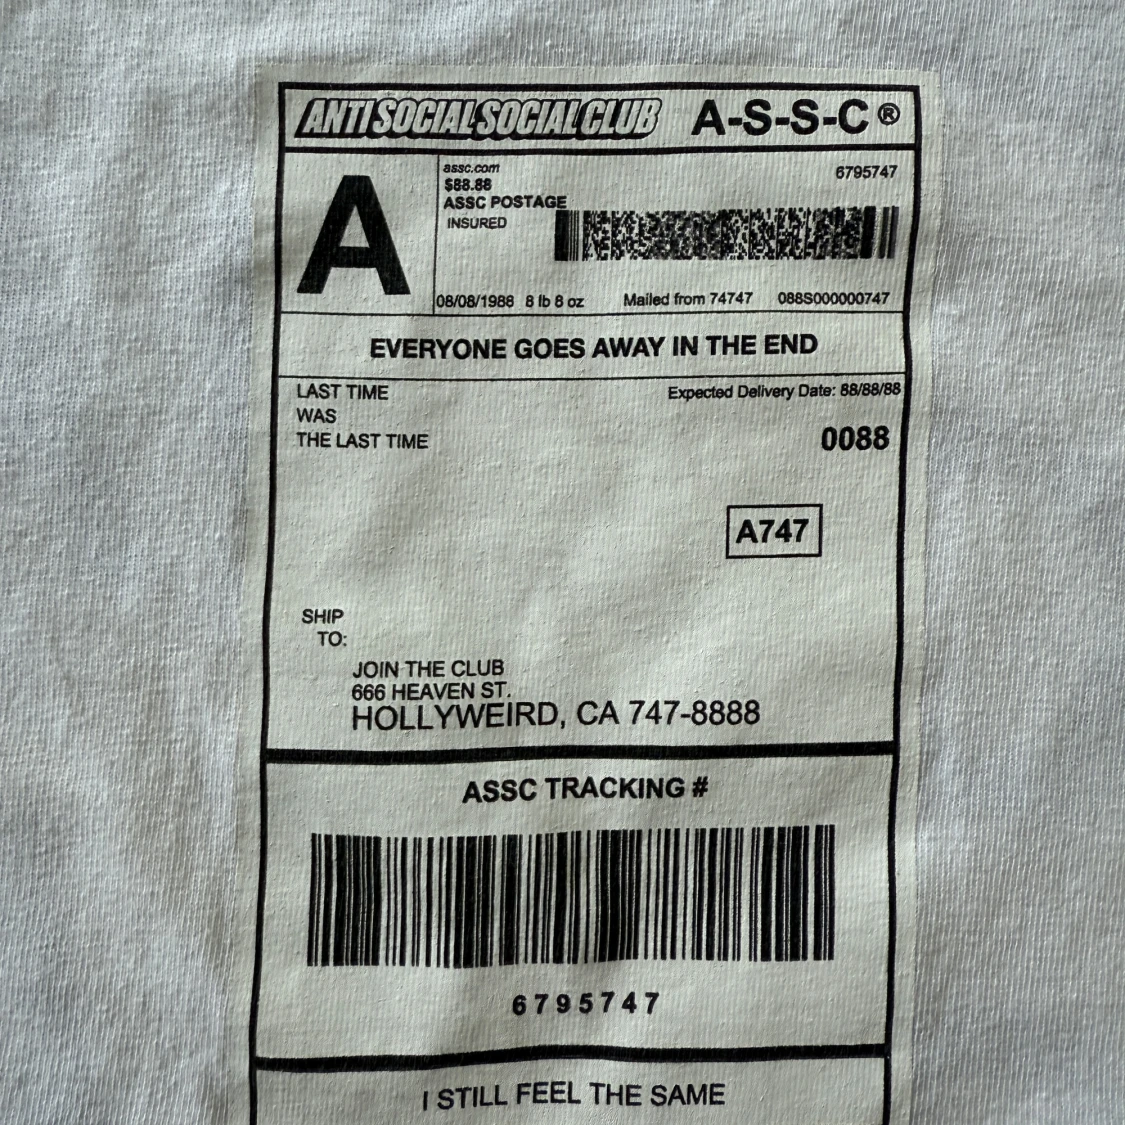 ANTI SOCIAL SOCIAL CLUB A-S-S-C®
A
assc.com
$88.88
ASSC POSTAGE
INSURED
6795747
08/08/1988 8 lb 8 oz Mailed from 74747 088S000000747
EVERYONE GOES AWAY IN THE END
LAST TIME
WAS
THE LAST TIME
Expected Delivery Date: 88/88/88
0088
A747
SHIP
TO:
JOIN THE CLUB
666 HEAVEN ST.
HOLLYWEIRD, CA 747-8888
ASSC TRACKING #
6795747
I STILL FEEL THE SAME